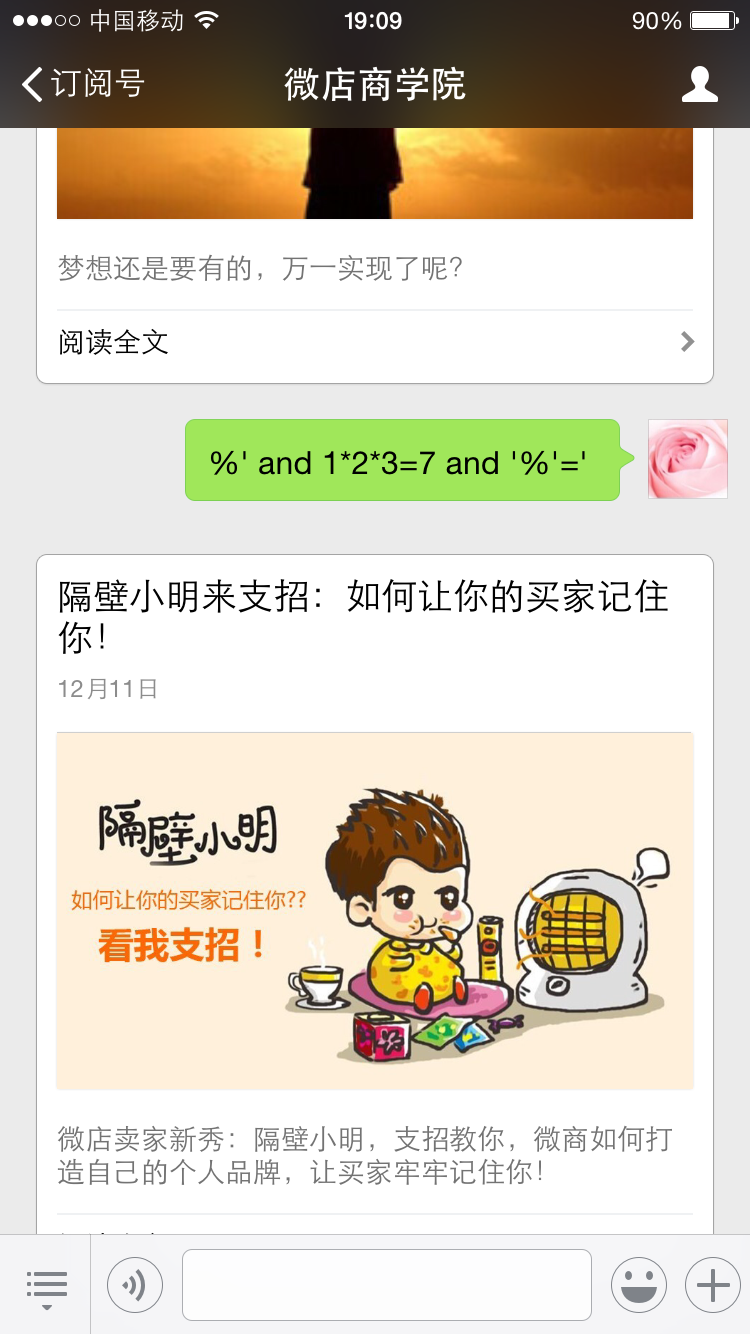 中国移动
19:09
90%
订阅号
微店商学院
梦想还是要有的，万一实现了呢？
阅读全文
%' and 1*2*3=7 and '%'='
隔壁小明来支招：如何让你的买家记住
你！
12月11日
隔壁小明
如何让你的买家记住你??
看我支招！
微店卖家新秀：隔壁小明，支招教你，微商如何打
造自己的个人品牌，让买家牢牢记住你！